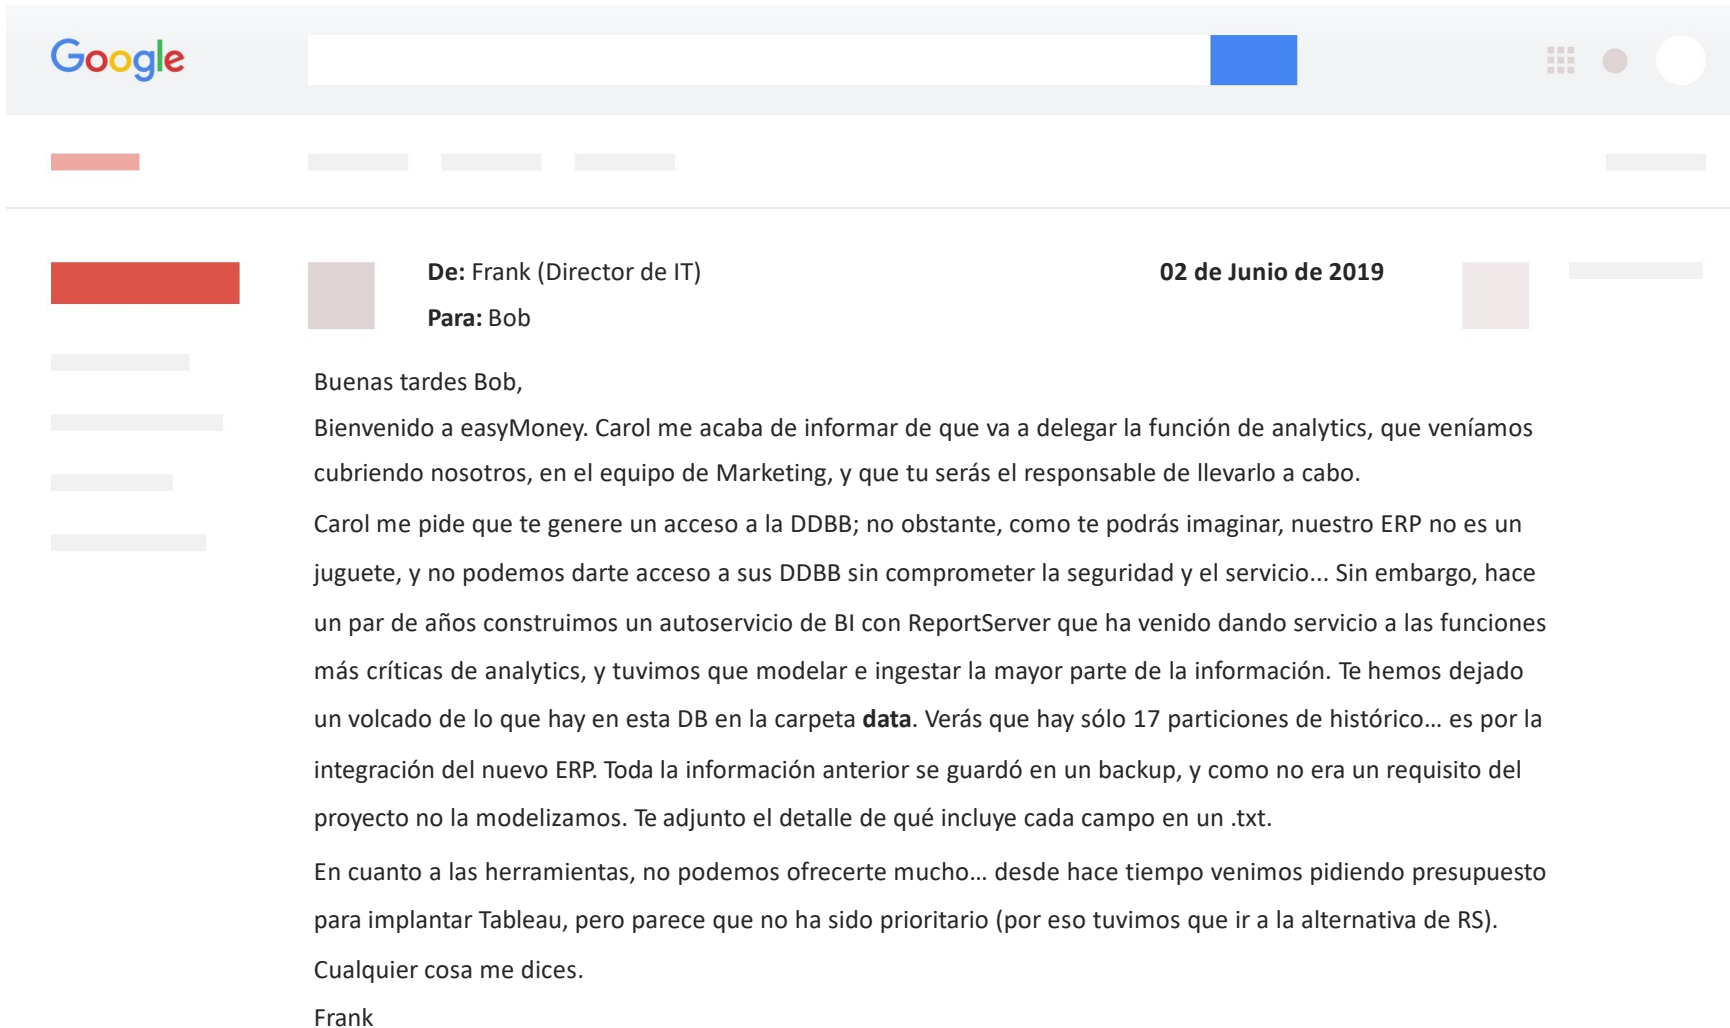 Google
De: Frank (Director de IT)
02 de Junio de 2019
Para: Bob
Buenas tardes Bob,
Bienvenido a easyMoney. Carol me acaba de informar de que va a delegar la función de analytics, que veníamos
cubriendo nosotros, en el equipo de Marketing, y que tu serás el responsable de llevarlo a cabo.
Carol me pide que te genere un acceso a la DDBB; no obstante, como te podrás imaginar, nuestro ERP no es un
juguete, y no podemos darte acceso a sus DDBB sin comprometer la seguridad y el servicio... Sin embargo, hace
un par de años construimos un autoservicio de BI con ReportServer que ha venido dando servicio a las funciones
más críticas de analytics, y tuvimos que modelar e ingestar la mayor parte de la información. Te hemos dejado
un volcado de lo que hay en esta DB en la carpeta data. Verás que hay sólo 17 particiones de histórico… es por la
integración del nuevo ERP. Toda la información anterior se guardó en un backup, y como no era un requisito del
proyecto no la modelizamos. Te adjunto el detalle de qué incluye cada campo en un .txt.
En cuanto a las herramientas, no podemos ofrecerte mucho… desde hace tiempo venimos pidiendo presupuesto
para implantar Tableau, pero parece que no ha sido prioritario (por eso tuvimos que ir a la alternativa de RS).
Cualquier cosa me dices.
Frank